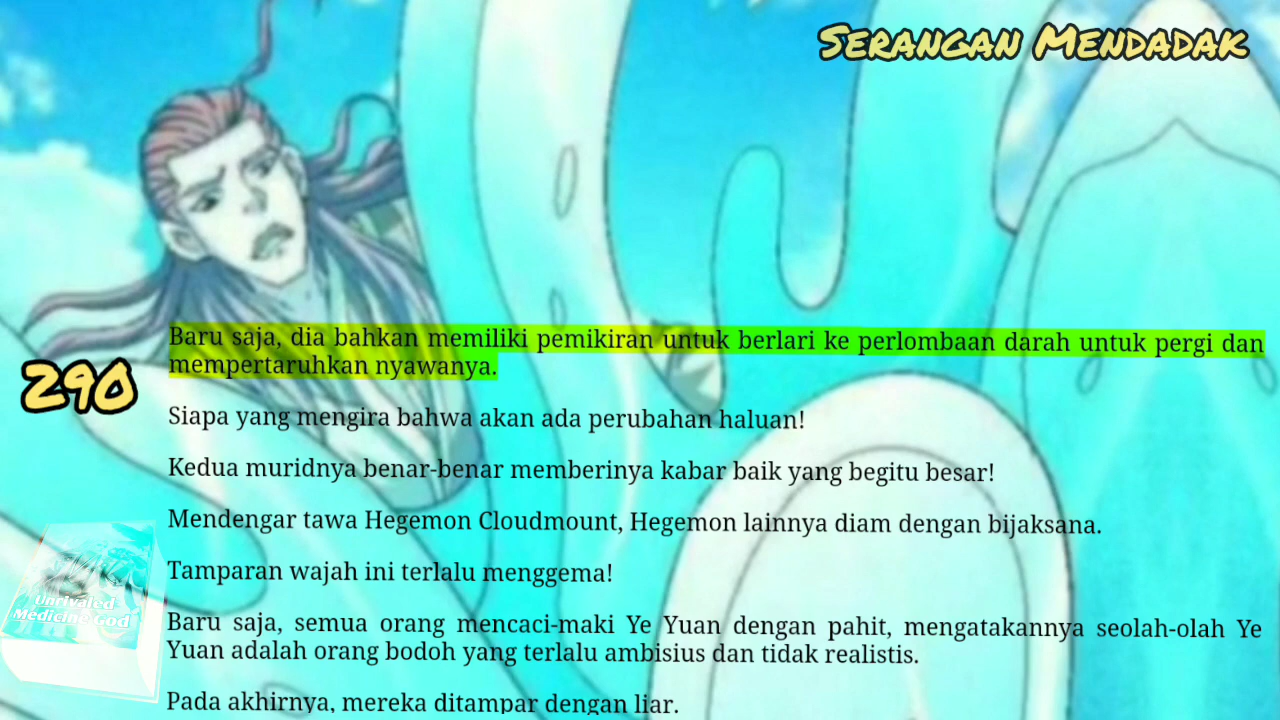 Serangan Mendadak
Baru saja, dia bahkan memiliki pemikiran untuk berlari ke perlombaan darah untuk pergi dan
mempertaruhkan nyawanya.
290
Siapa yang mengira bahwa akan ada perubahan haluan!
Kedua muridnya benar-benar memberinya kabar baik yang begitu besar!
Mendengar tawa Hegemon Cloudmount, Hegemon lainnya diam dengan bijaksana.
Tamparan wajah ini terlalu menggema!
Unrivaled
Medicine God
Baru saja, semua orang mencaci-maki Ye Yuan dengan pahit, mengatakannya seolah-olah Ye
Yuan adalah orang bodoh yang terlalu ambisius dan tidak realistis.
Pada akhirnya, mereka ditampar dengan liar.